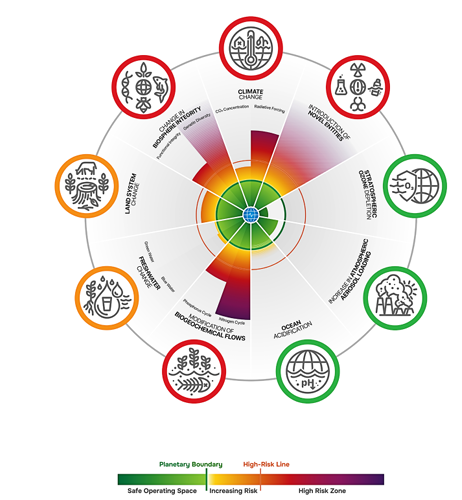 CLIMATE
CHANGE
CO₂ Concentration
Radiative Forcing
INTRODUCTION OF
NOVEL ENTITIES
STRATOSPHERIC
OZONE DEPLETION
O₃
INCREASE IN ATMOSPHERIC
AEROSOL LOADING
OCEAN
ACIDIFICATION
pH
MODIFICATION OF
BIOGEOCHEMICAL FLOWS
Phosphorus Cycle
Nitrogen Cycle
FRESHWATER
CHANGE
Green Water
Blue Water
LAND SYSTEM
CHANGE
CHANGE IN
BIOSPHERE INTEGRITY
Functional Integrity
Genetic Diversity
Planetary Boundary
High-Risk Line
Safe Operating Space
Increasing Risk
High Risk Zone